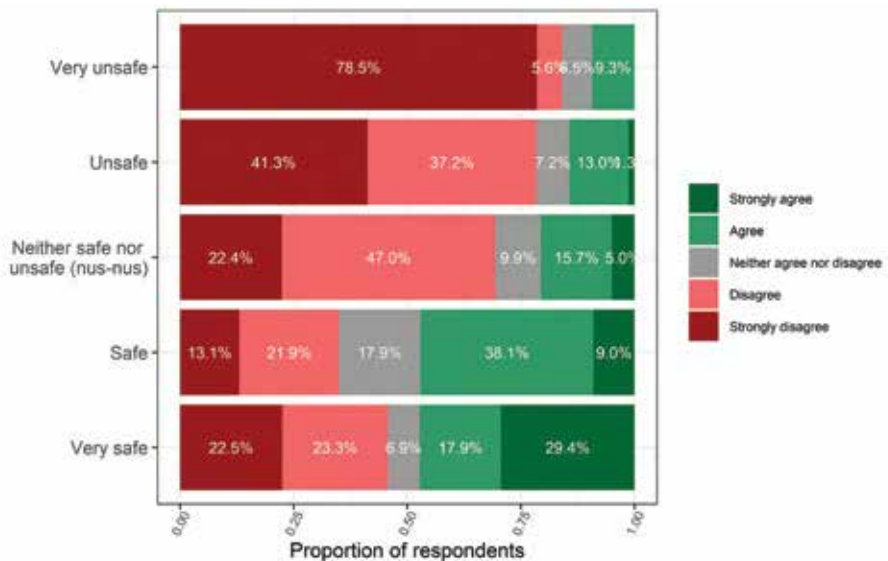 Very unsafe
78.5%
5.6%
6.5%
9.3%
Unsafe
41.3%
37.2%
7.2%
13.0%
1.3%
Neither safe nor
unsafe (nus-nus)
22.4%
47.0%
9.9%
15.7%
5.0%
Safe
13.1%
21.9%
17.9%
38.1%
9.0%
Very safe
22.5%
23.3%
6.9%
17.9%
29.4%
0.00
0.25
0.50
0.75
1.00
Proportion of respondents
Strongly agree
Agree
Neither agree nor disagree
Disagree
Strongly disagree